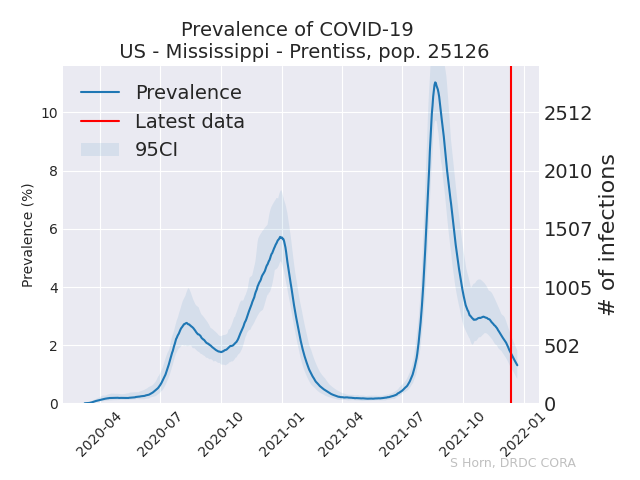 Prevalence of COVID-19
US - Mississippi - Prentiss, pop. 25126
Prevalence
Latest data
95CI
Prevalence (%)
10
8
6
4
2
0
2512
2010
1507
1005
502
0
# of infections
2020-04
2020-07
2020-10
2021-01
2021-04
2021-07
2021-10
2022-01
S Horn, DRDC CORA